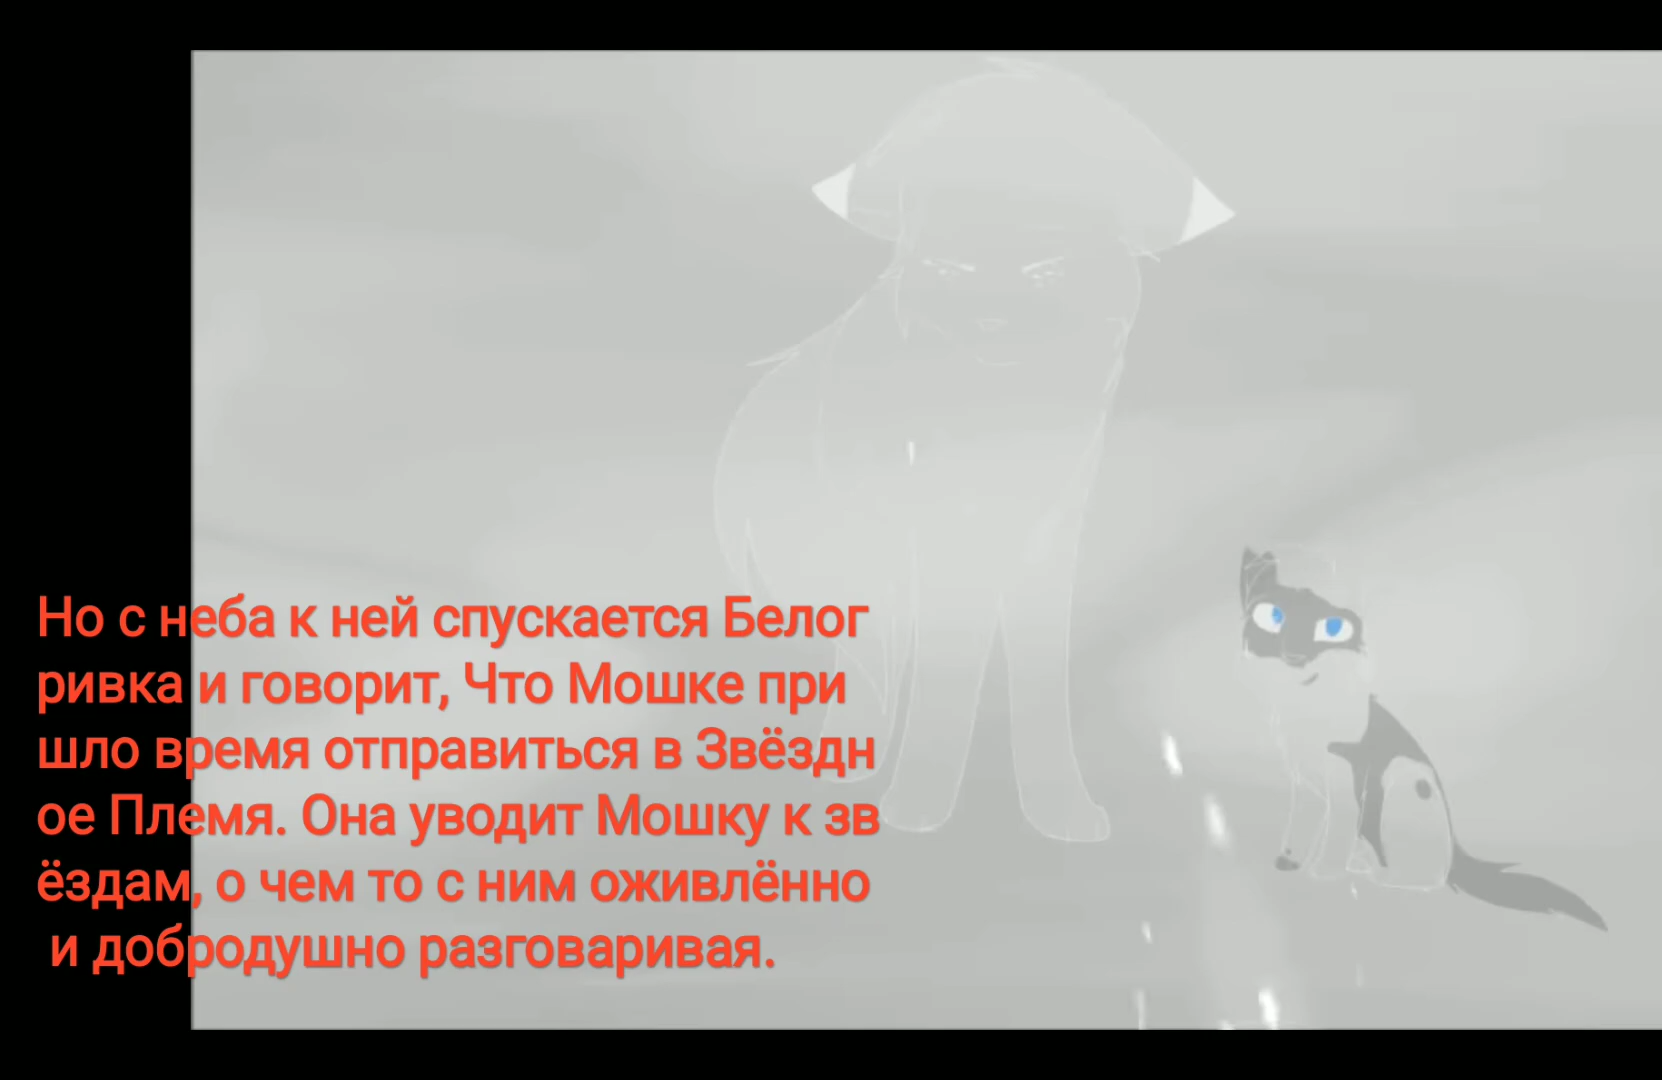 Но с неба к ней спускается Белог
ривка и говорит, Что Мошке при
шло время отправиться в Звёздн
ое Племя. Она уводит Мошку к зв
ёздам, о чем то с ним оживлённо
и добродушно разговаривая.